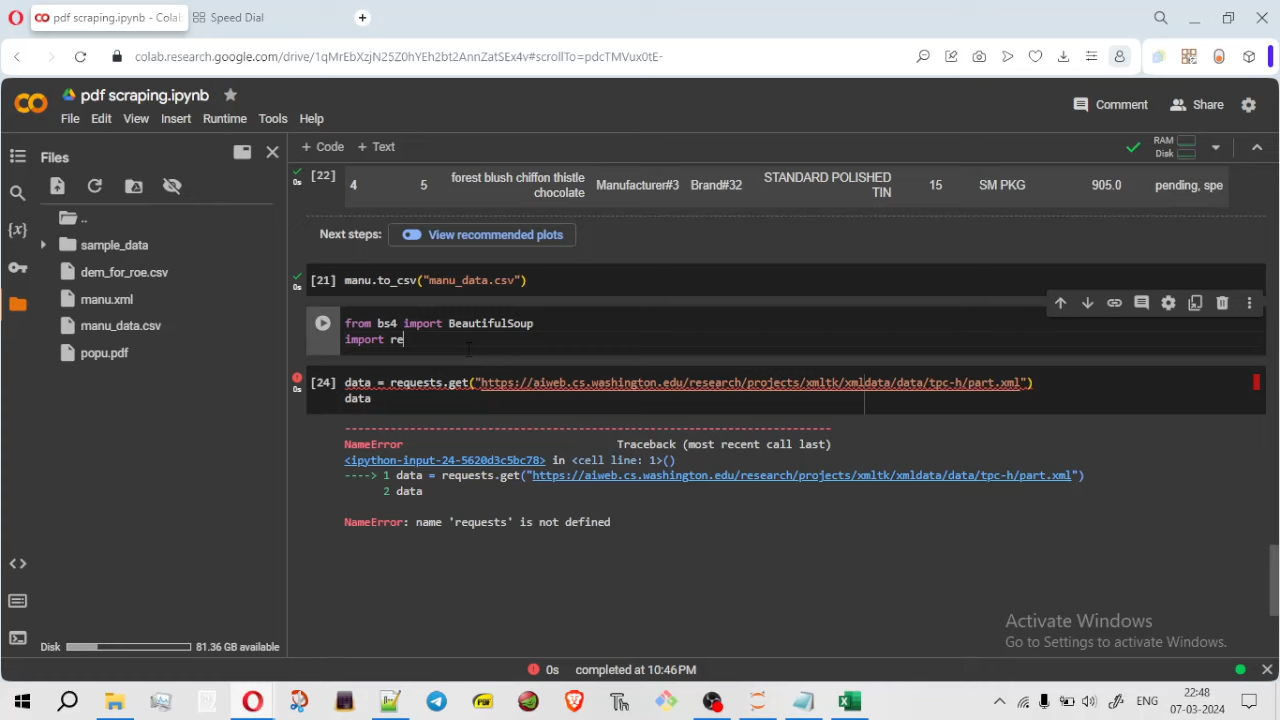 pdf scraping.ipynb - Colab
Speed Dial
colab.research.google.com/drive/1qMrEbXzjN25Z0hYEh2bt2AnnZatSEx4v#scrollTo=pdcTMVux0tE-
pdf scraping.ipynb
Comment
Share
File Edit View Insert Runtime Tools Help
Files
+ Code + Text
RAM
Disk
..
sample_data
dem_for_roe.csv
manu.xml
manu_data.csv
popu.pdf
Disk 81.36 GB available
0s
[22]
4 5 forest blush chiffon thistle Manufacturer#3 Brand#32 STANDARD POLISHED 15 SM PKG 905.0 pending, spe
chocolate TIN
Next steps: View recommended plots
0s
[21] manu.to_csv("manu_data.csv")
from bs4 import BeautifulSoup
import re
0s
[24] data = requests.get("https://aiweb.cs.washington.edu/research/projects/xmltk/xmldata/data/tpc-h/part.xml")
data
---------------------------------------------------------------------------
NameError Traceback (most recent call last)
<ipython-input-24-5620d3c5bc78> in <cell line: 1>()
----> 1 data = requests.get("https://aiweb.cs.washington.edu/research/projects/xmltk/xmldata/data/tpc-h/part.xml")
2 data
NameError: name 'requests' is not defined
Activate Windows
Go to Settings to activate Windows.
0s completed at 10:46 PM
PDF
ENG
22:48
07-03-2024